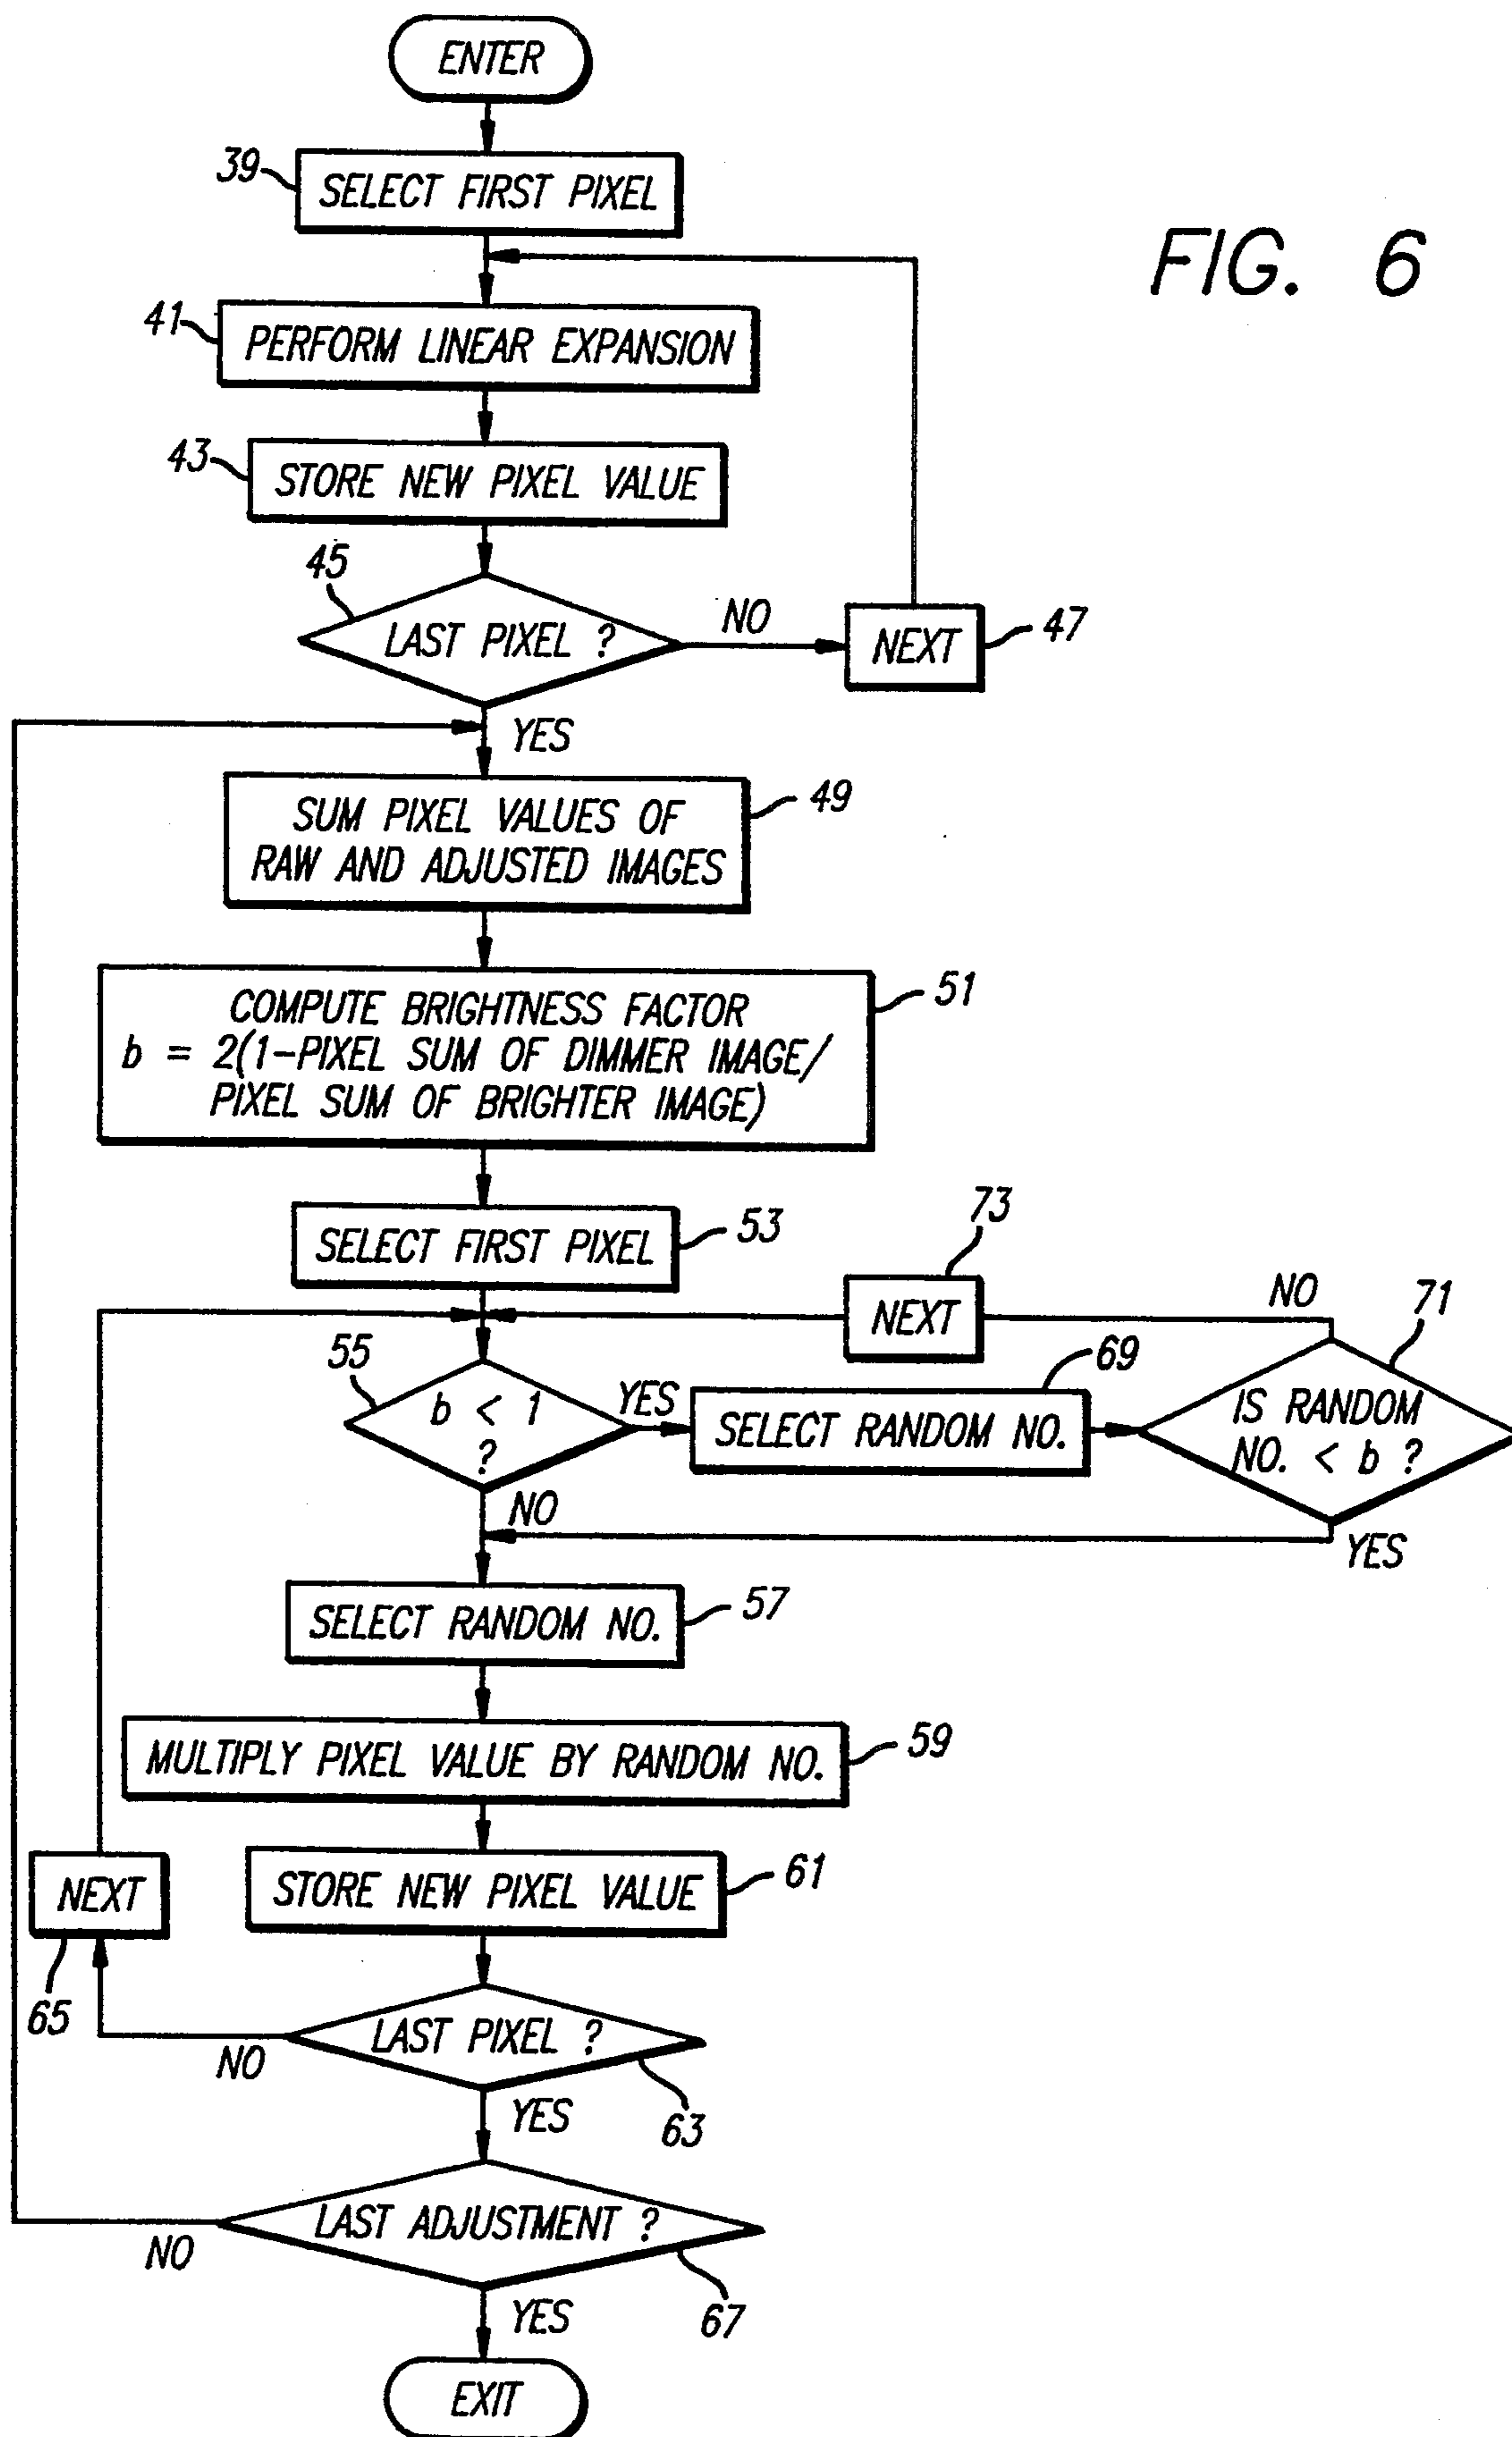 ENTER
39
SELECT FIRST PIXEL
FIG. 6
41
PERFORM LINEAR EXPANSION
43
STORE NEW PIXEL VALUE
45
LAST PIXEL ?
NO
NEXT
47
YES
SUM PIXEL VALUES OF
RAW AND ADJUSTED IMAGES
49
COMPUTE BRIGHTNESS FACTOR
b = 2(1-PIXEL SUM OF DIMMER IMAGE/
PIXEL SUM OF BRIGHTER IMAGE)
51
SELECT FIRST PIXEL
53
73
NEXT
NO
71
55
b < 1
?
YES
69
SELECT RANDOM NO.
IS RANDOM
NO. < b ?
NO
YES
SELECT RANDOM NO.
57
MULTIPLY PIXEL VALUE BY RANDOM NO.
59
NEXT
65
STORE NEW PIXEL VALUE
61
LAST PIXEL ?
NO
63
YES
LAST ADJUSTMENT ?
NO
67
YES
EXIT